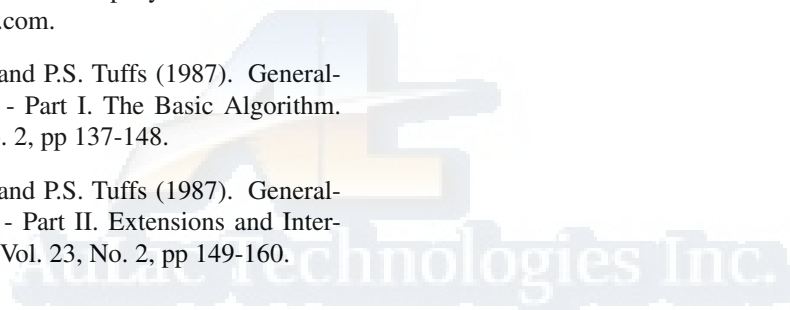 .com.
and P.S. Tuffs (1987). General-
- Part I. The Basic Algorithm.
. 2, pp 137-148.
and P.S. Tuffs (1987). General-
- Part II. Extensions and Inter-
Vol. 23, No. 2, pp 149-160.
Technologies Inc.